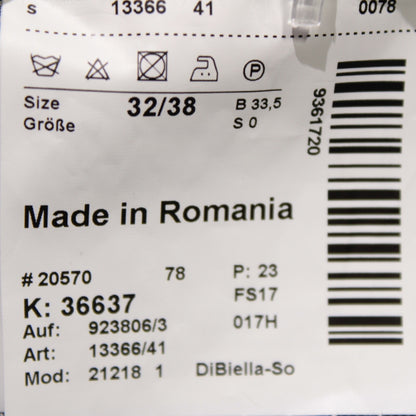 s 13366 41 0078
P
Size 32/38 B 33,5
Größe S 0
9361720
Made in Romania
# 20570 78 P: 23
K: 36637 FS17
Auf: 923806/3 017H
Art: 13366/41
Mod: 21218 1 DiBiella-So